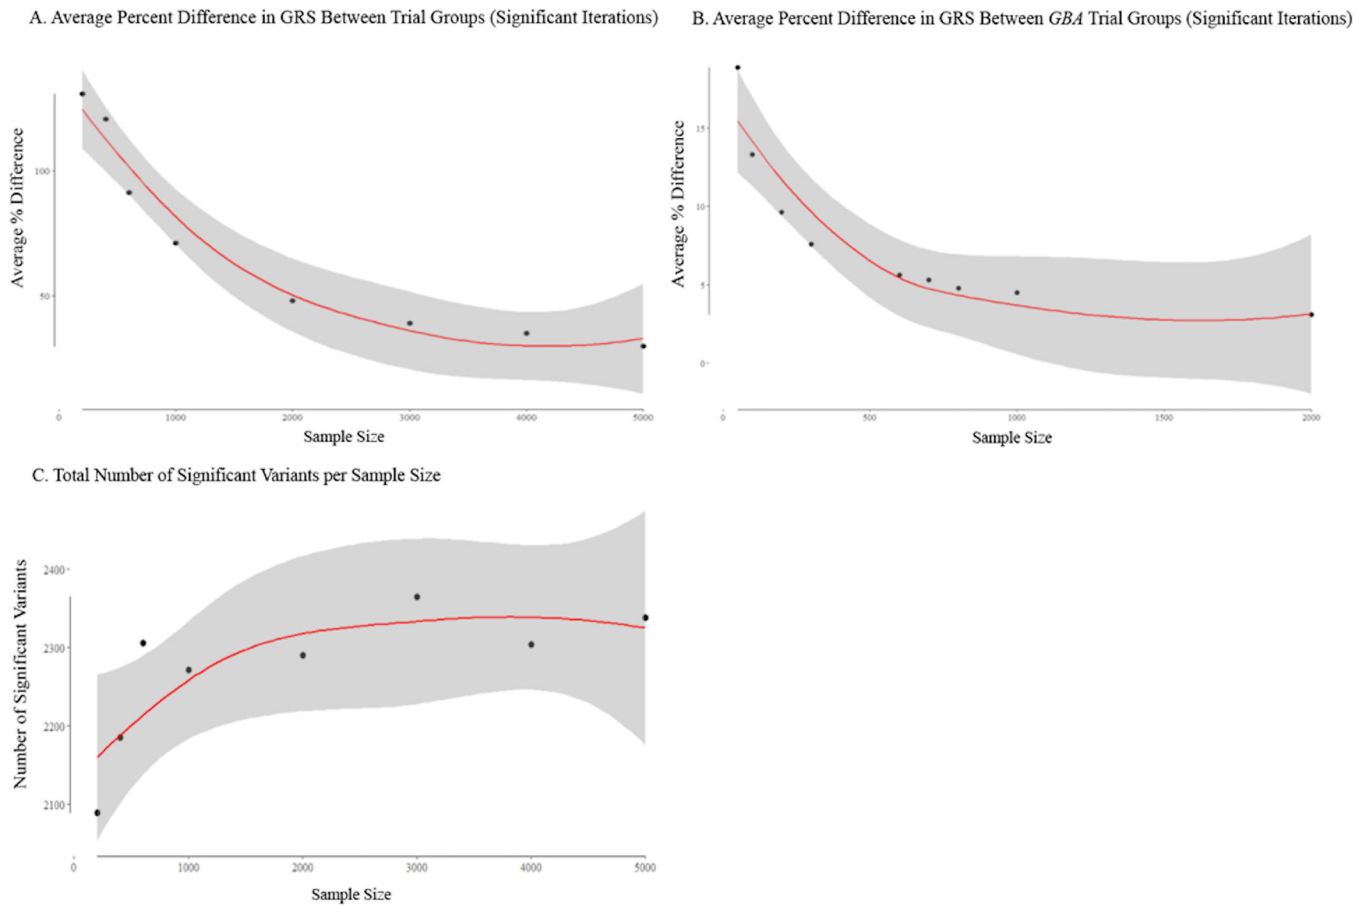 A. Average Percent Difference in GRS Between Trial Groups (Significant Iterations)
B. Average Percent Difference in GRS Between GBA Trial Groups (Significant Iterations)
Average % Difference
100
50
0 1000 2000 3000 4000 5000
Sample Size
Average % Difference
15
10
5
0
0 500 1000 1500 2000
Sample Size
C. Total Number of Significant Variants per Sample Size
Number of Significant Variants
2400
2300
2200
2100
0 1000 2000 3000 4000 5000
Sample Size